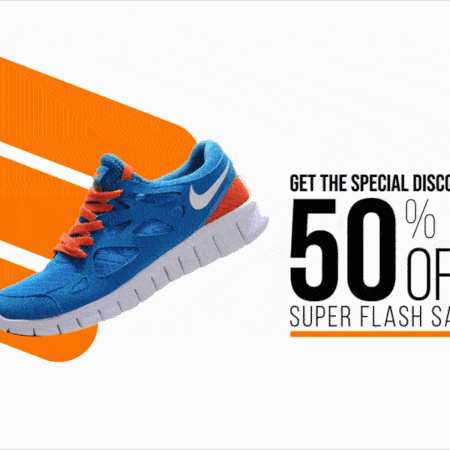 GET THE SPECIAL DISCO
50%
OF
SUPER FLASH SA